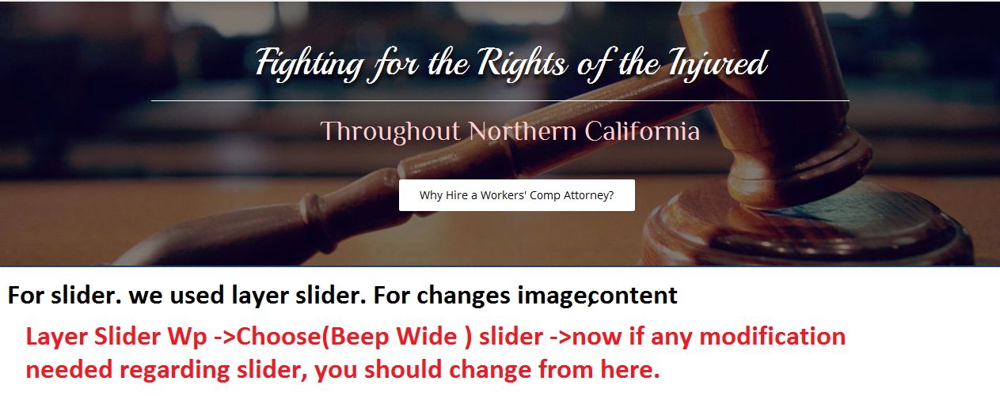 Fighting for the Rights of the Injured
Throughout Northern California
Why Hire a Workers' Comp Attorney?
For slider. we used layer slider. For changes image,content
Layer Slider Wp ->Choose(Beep Wide ) slider ->now if any modification
needed regarding slider, you should change from here.